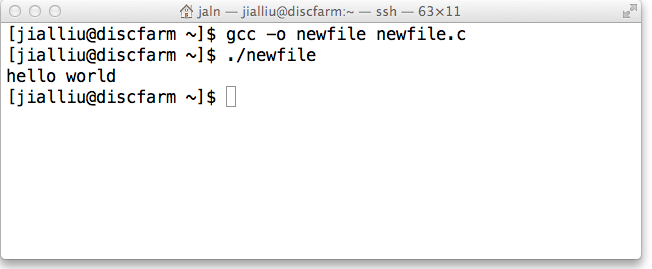 jaln — jialliu@discfarm:~ — ssh — 63×11
[jialliu@discfarm ~]$ gcc -o newfile newfile.c
[jialliu@discfarm ~]$ ./newfile
hello world
[jialliu@discfarm ~]$